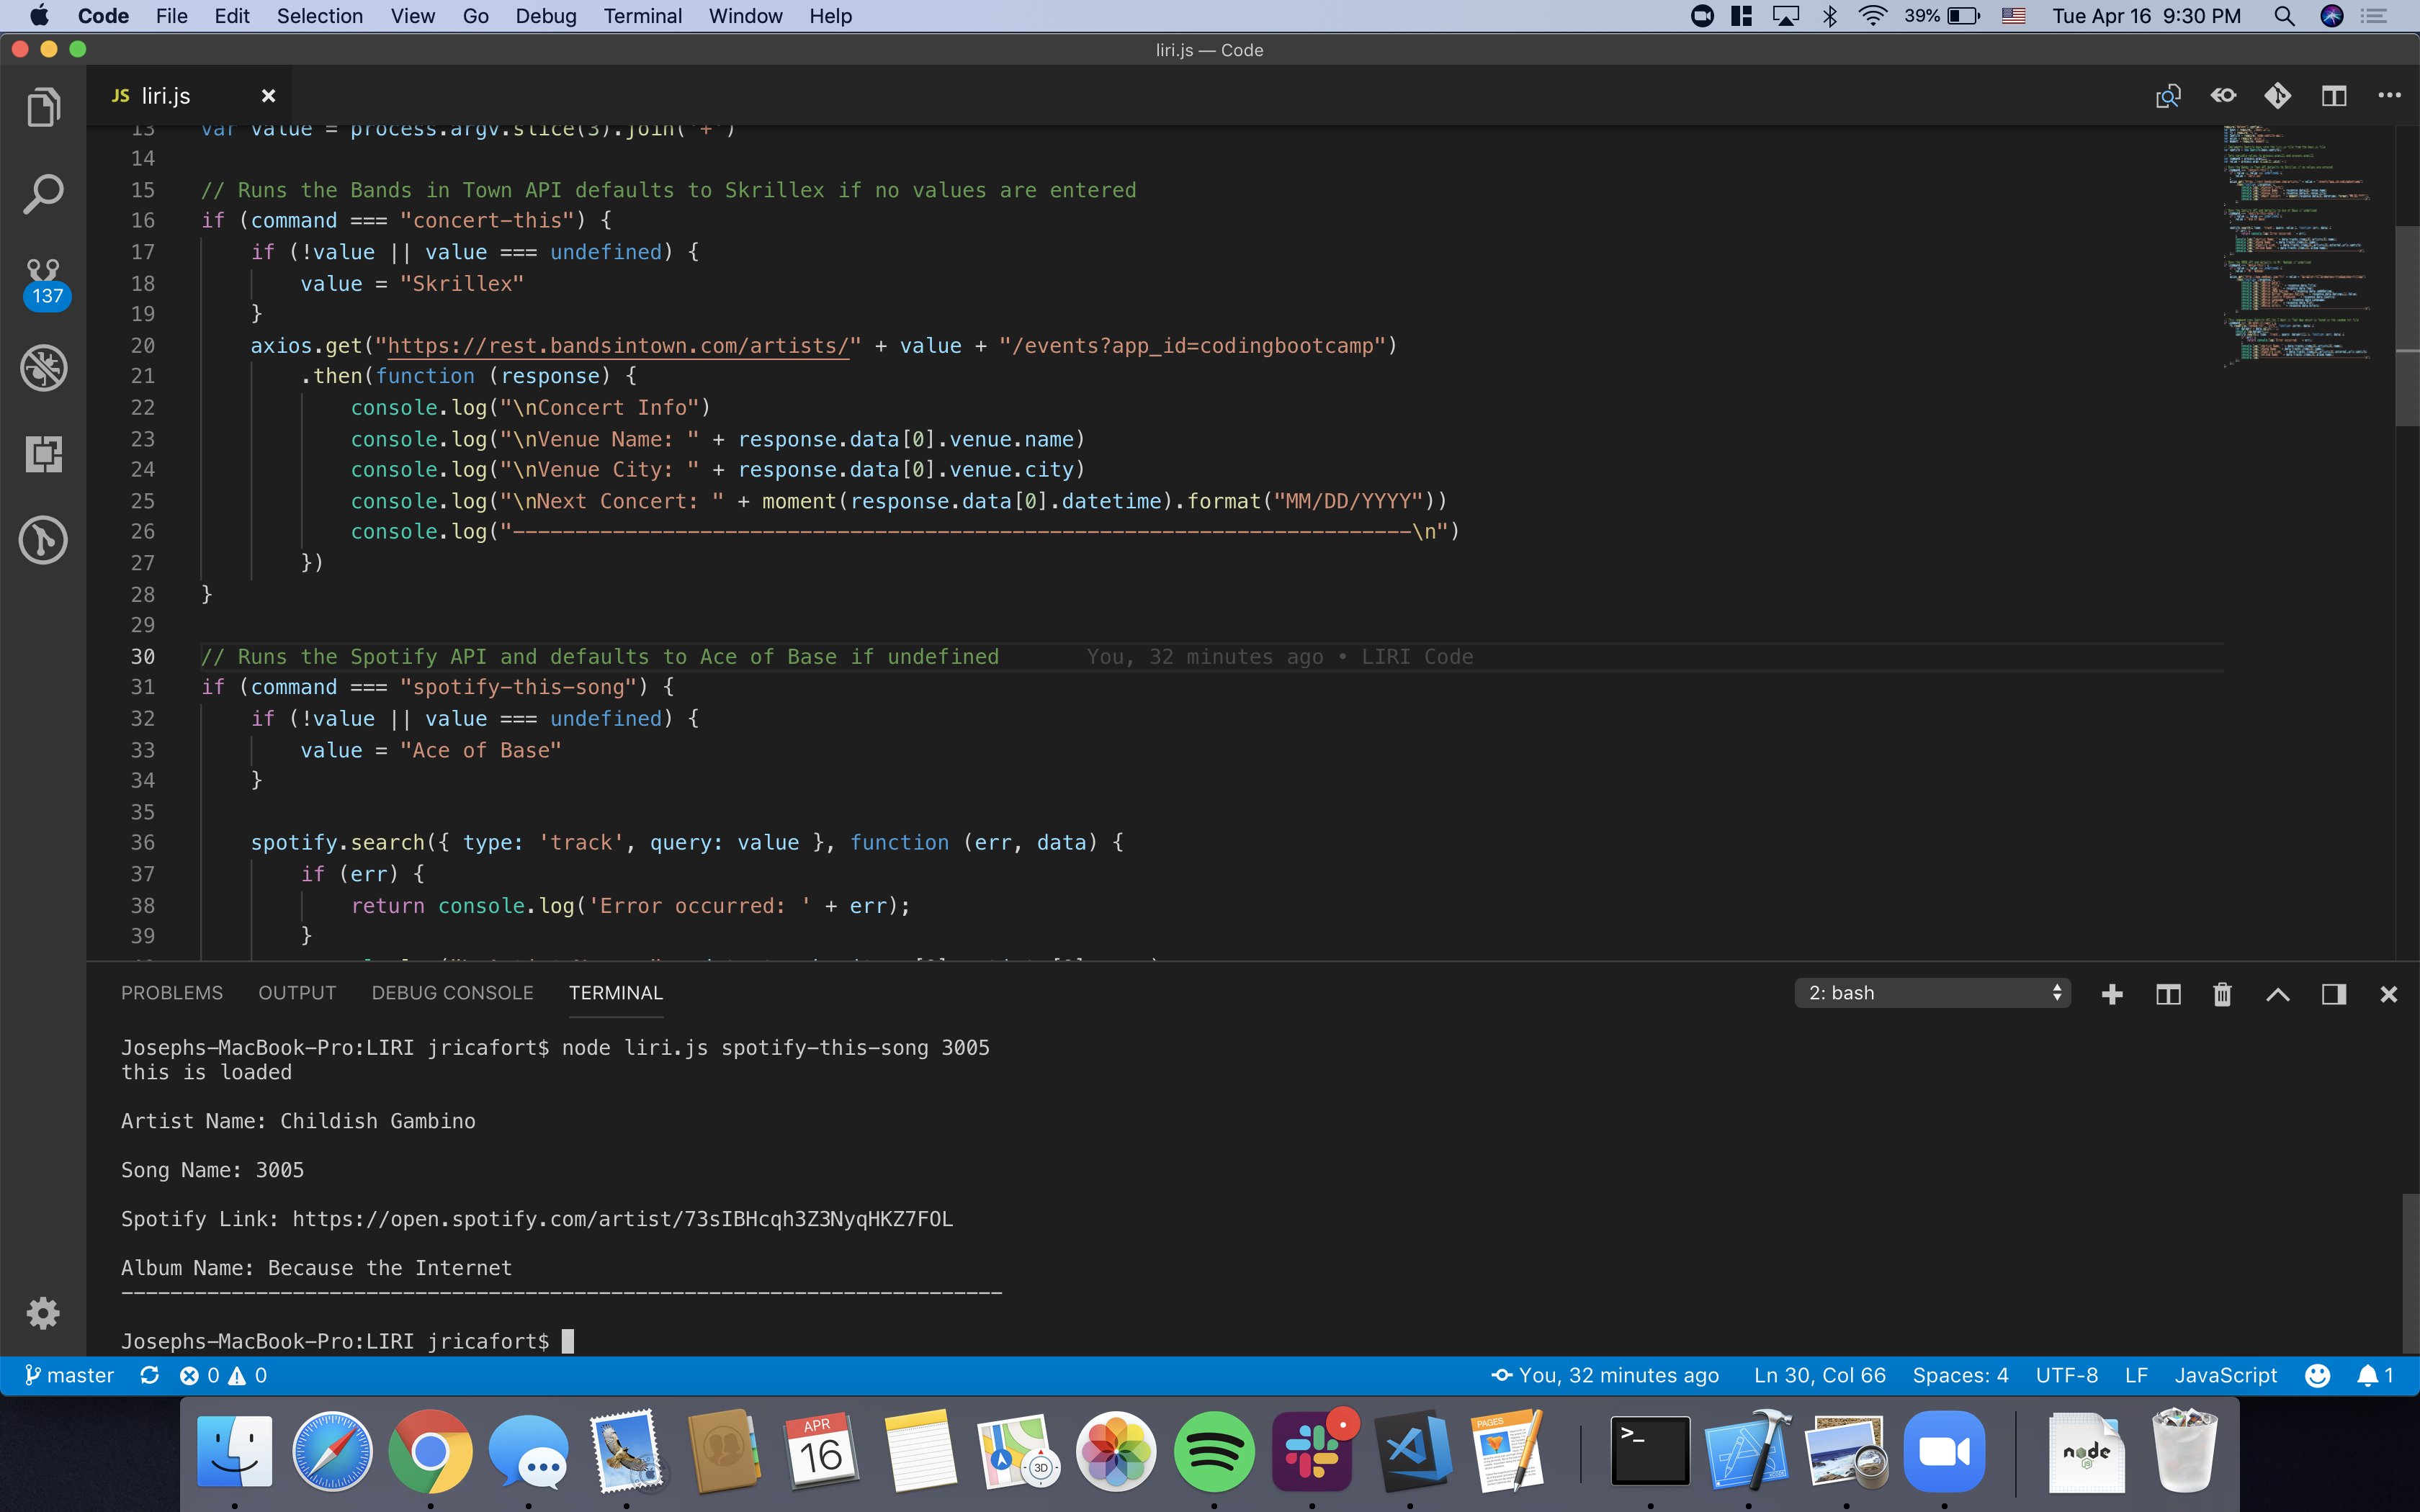 Code File Edit Selection View Go Debug Terminal Window Help 39% Tue Apr 16 9:30 PM
liri.js — Code
JS liri.js
13 var value = process.argv.slice(3).join("+")
14
15 // Runs the Bands in Town API defaults to Skrillex if no values are entered
16 if (command === "concert-this") {
17 if (!value || value === undefined) {
18 value = "Skrillex"
19 }
20 axios.get("https://rest.bandsintown.com/artists/" + value + "/events?app_id=codingbootcamp")
21 .then(function (response) {
22 console.log("\nConcert Info")
23 console.log("\nVenue Name: " + response.data[0].venue.name)
24 console.log("\nVenue City: " + response.data[0].venue.city)
25 console.log("\nNext Concert: " + moment(response.data[0].datetime).format("MM/DD/YYYY"))
26 console.log("------------------------------------------------------------------------\n")
27 })
28 }
29
30 // Runs the Spotify API and defaults to Ace of Base if undefined You, 32 minutes ago • LIRI Code
31 if (command === "spotify-this-song") {
32 if (!value || value === undefined) {
33 value = "Ace of Base"
34 }
35
36 spotify.search({ type: 'track', query: value }, function (err, data) {
37 if (err) {
38 return console.log('Error occurred: ' + err);
39 }
137
PROBLEMS OUTPUT DEBUG CONSOLE TERMINAL 2: bash
Josephs-MacBook-Pro:LIRI jricafort$ node liri.js spotify-this-song 3005
this is loaded
Artist Name: Childish Gambino
Song Name: 3005
Spotify Link: https://open.spotify.com/artist/73sIBHcqh3Z3NyqHKZ7FOL
Album Name: Because the Internet
------------------------------------------------------------------------
Josephs-MacBook-Pro:LIRI jricafort$
master 0 0 You, 32 minutes ago Ln 30, Col 66 Spaces: 4 UTF-8 LF JavaScript 1
APR
16
3D
PAGES
>_
node
JS